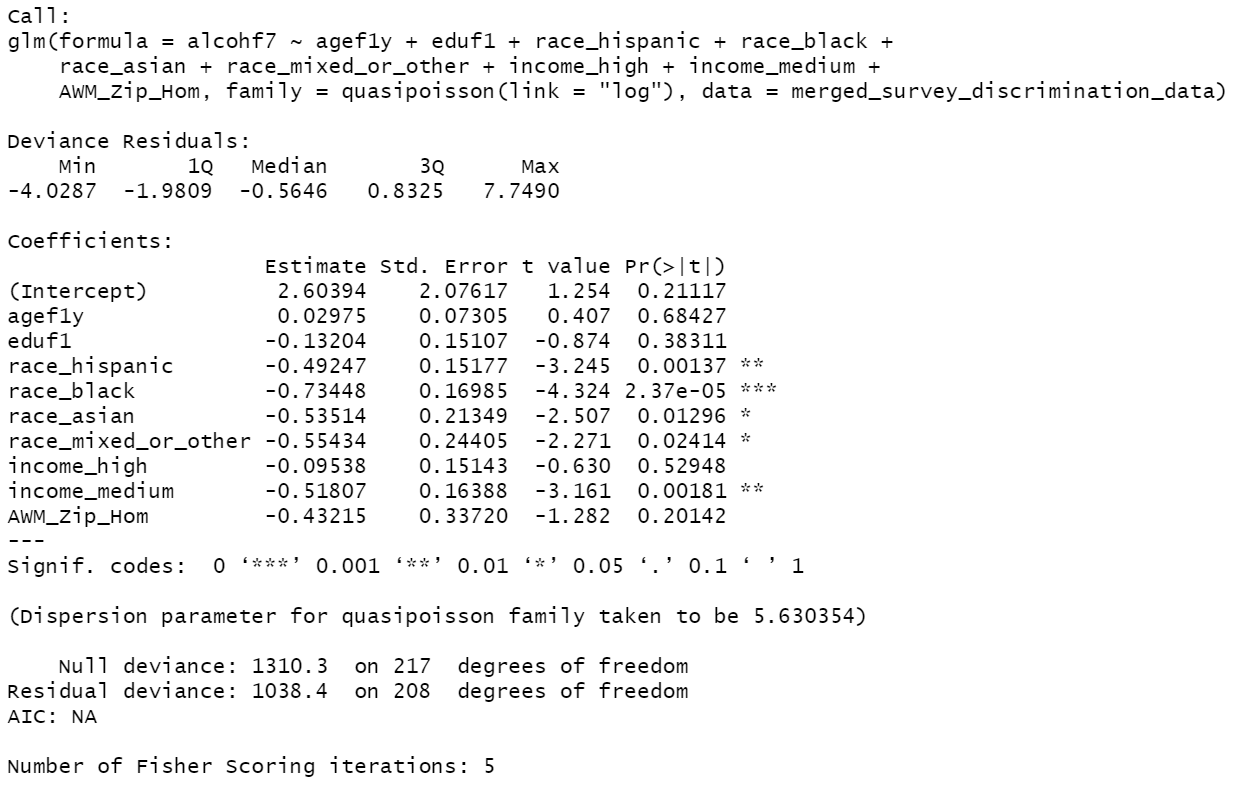 Call:
glm(formula = alcohf7 ~ agef1y + eduf1 + race_hispanic + race_black +
    race_asian + race_mixed_or_other + income_high + income_medium +
    AWM_Zip_Hom, family = quasipoisson(link = "log"), data = merged_survey_discrimination_data)

Deviance Residuals:
    Min       1Q   Median       3Q      Max
-4.0287  -1.9809  -0.5646   0.8325   7.7490

Coefficients:
                    Estimate Std. Error t value Pr(>|t|)
(Intercept)          2.60394    2.07617   1.254  0.21117
agef1y               0.02975    0.07305   0.407  0.68427
eduf1               -0.13204    0.15107  -0.874  0.38311
race_hispanic       -0.49247    0.15177  -3.245  0.00137 **
race_black          -0.73448    0.16985  -4.324 2.37e-05 ***
race_asian          -0.53514    0.21349  -2.507  0.01296 *
race_mixed_or_other -0.55434    0.24405  -2.271  0.02414 *
income_high         -0.09538    0.15143  -0.630  0.52948
income_medium       -0.51807    0.16388  -3.161  0.00181 **
AWM_Zip_Hom         -0.43215    0.33720  -1.282  0.20142
---
Signif. codes:  0 ‘***’ 0.001 ‘**’ 0.01 ‘*’ 0.05 ‘.’ 0.1 ‘ ’ 1

(Dispersion parameter for quasipoisson family taken to be 5.630354)

    Null deviance: 1310.3  on 217  degrees of freedom
Residual deviance: 1038.4  on 208  degrees of freedom
AIC: NA

Number of Fisher Scoring iterations: 5